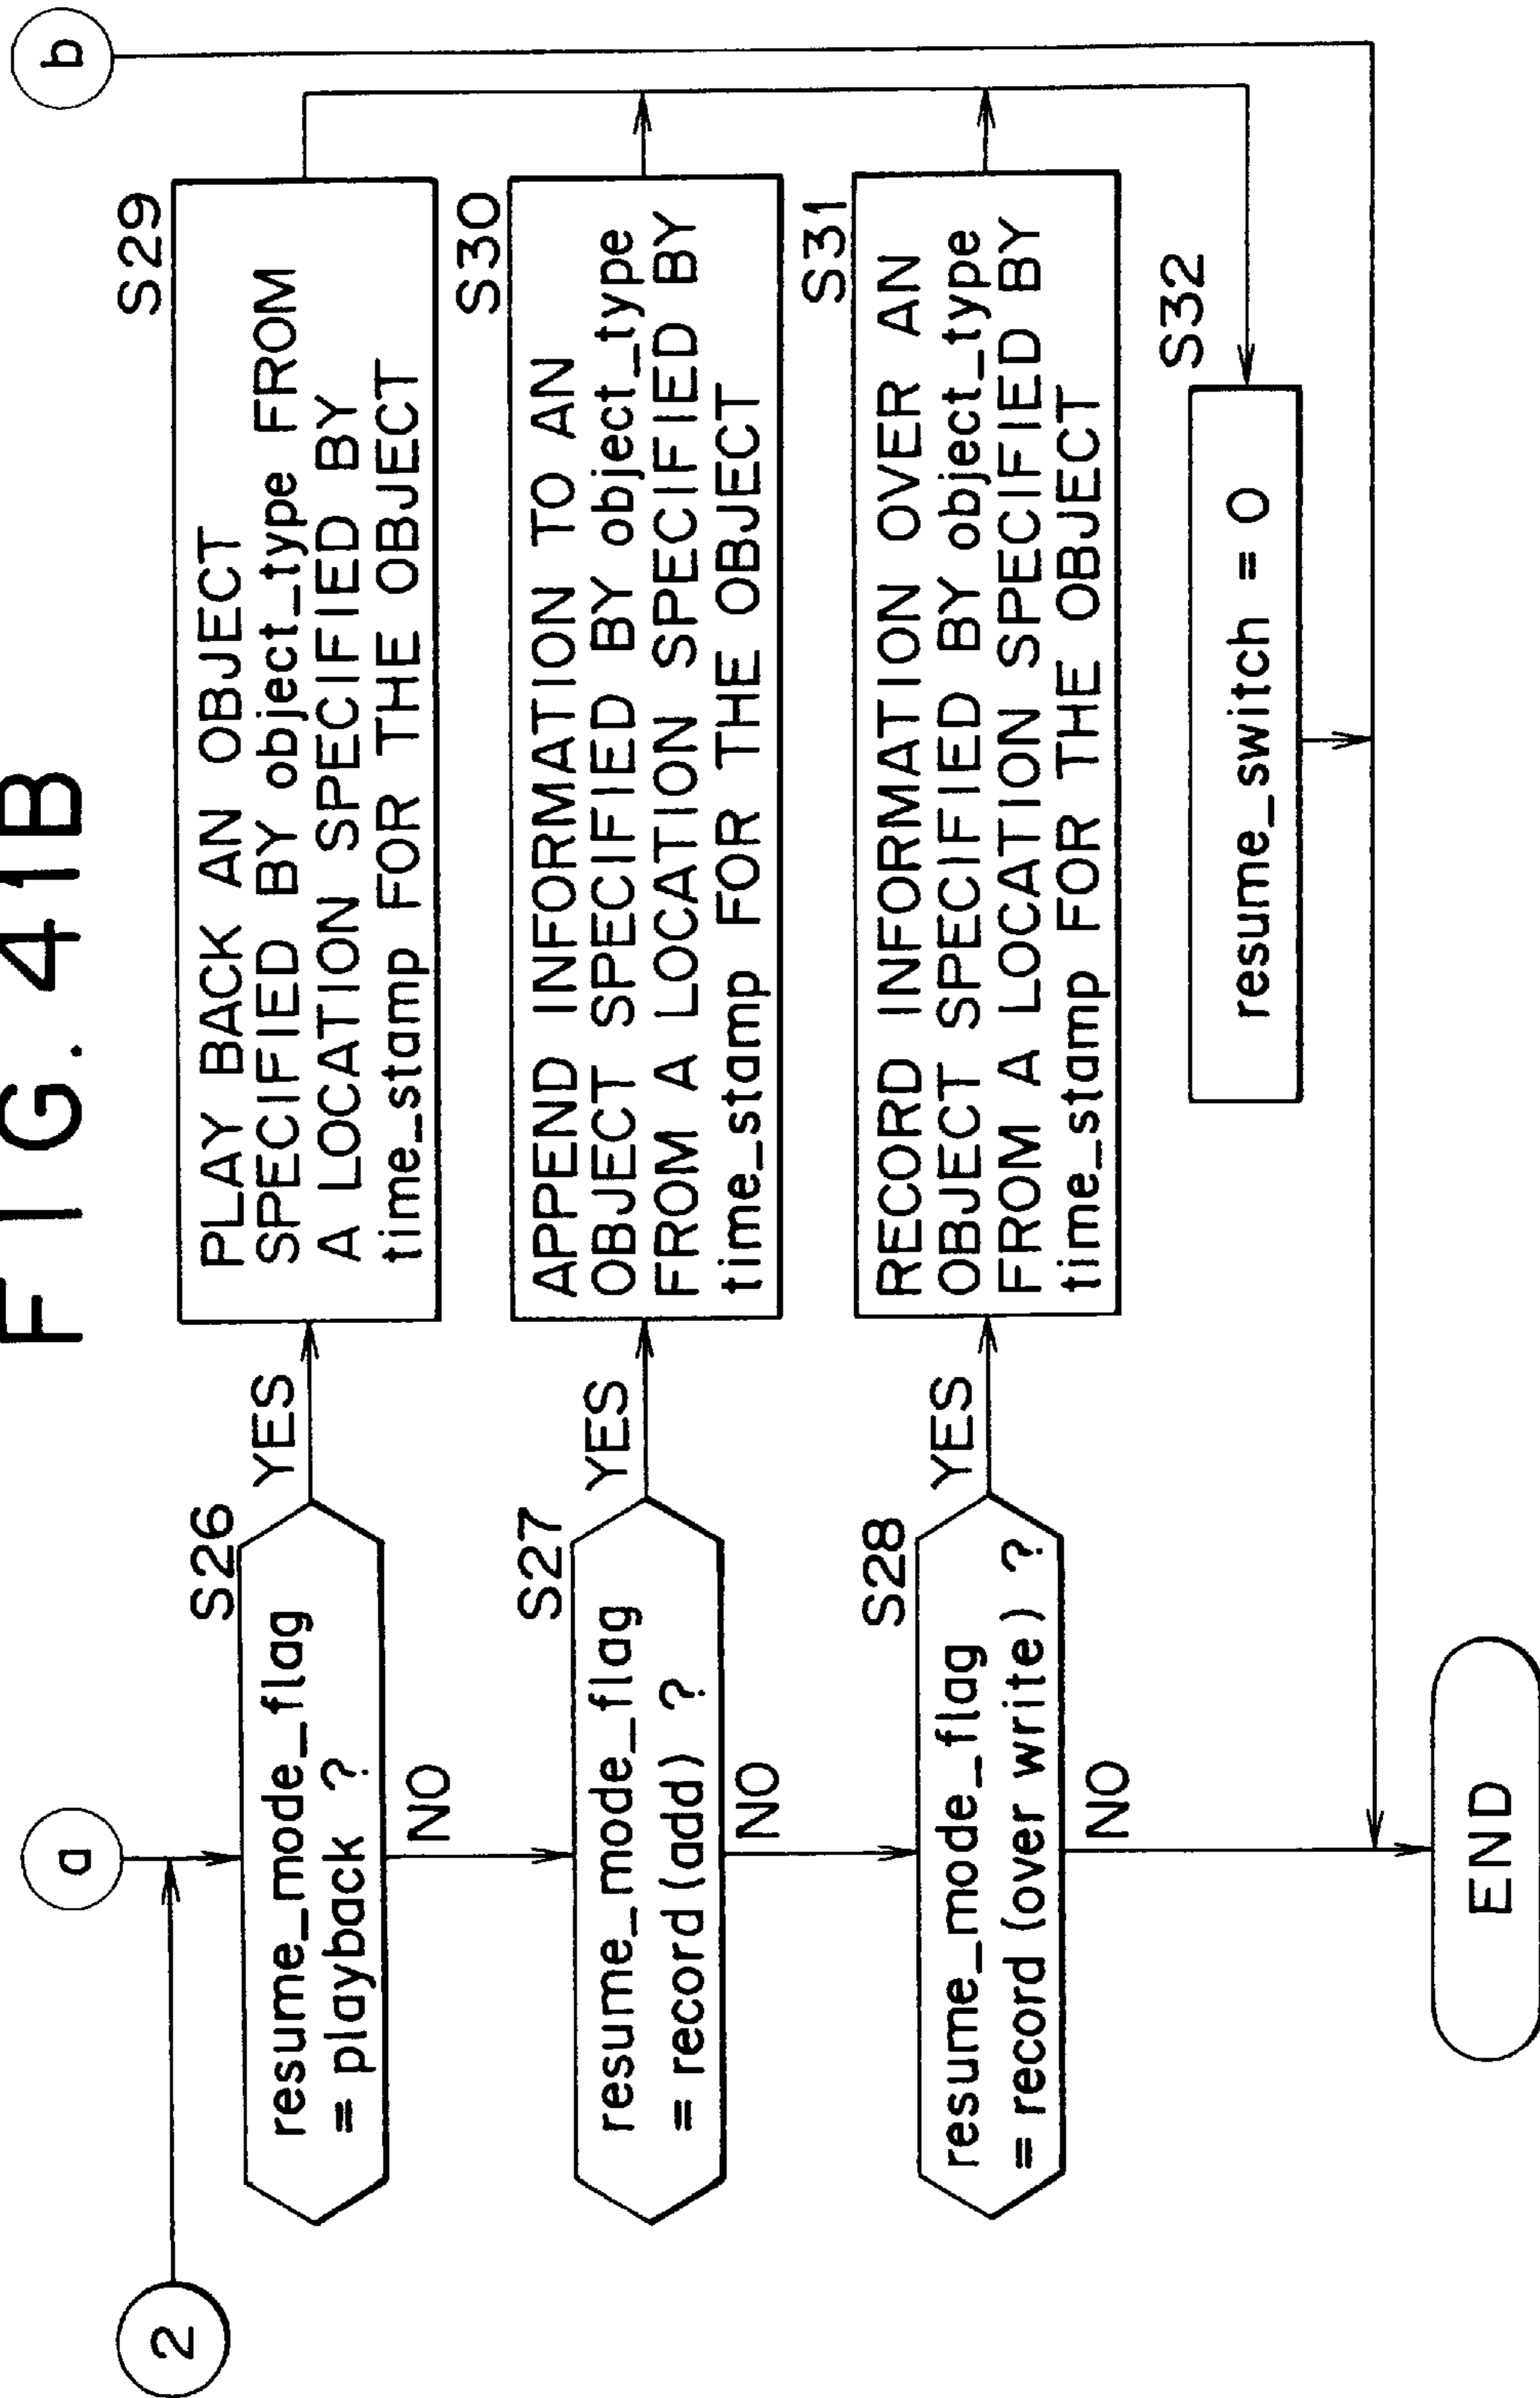 F I G. 41B
a
b
2
S26
resume_mode_flag
= playback ?
YES
NO
S29
PLAY BACK AN OBJECT
SPECIFIED BY object_type FROM
A LOCATION SPECIFIED BY
time_stamp FOR THE OBJECT
S27
resume_mode_flag
= record (add) ?
YES
NO
S30
APPEND INFORMATION TO AN
OBJECT SPECIFIED BY object_type
FROM A LOCATION SPECIFIED BY
time_stamp FOR THE OBJECT
S28
resume_mode_flag
= record (over write) ?
YES
NO
S31
RECORD INFORMATION OVER AN
OBJECT SPECIFIED BY object_type
FROM A LOCATION SPECIFIED BY
time_stamp FOR THE OBJECT
S32
resume_switch = 0
END